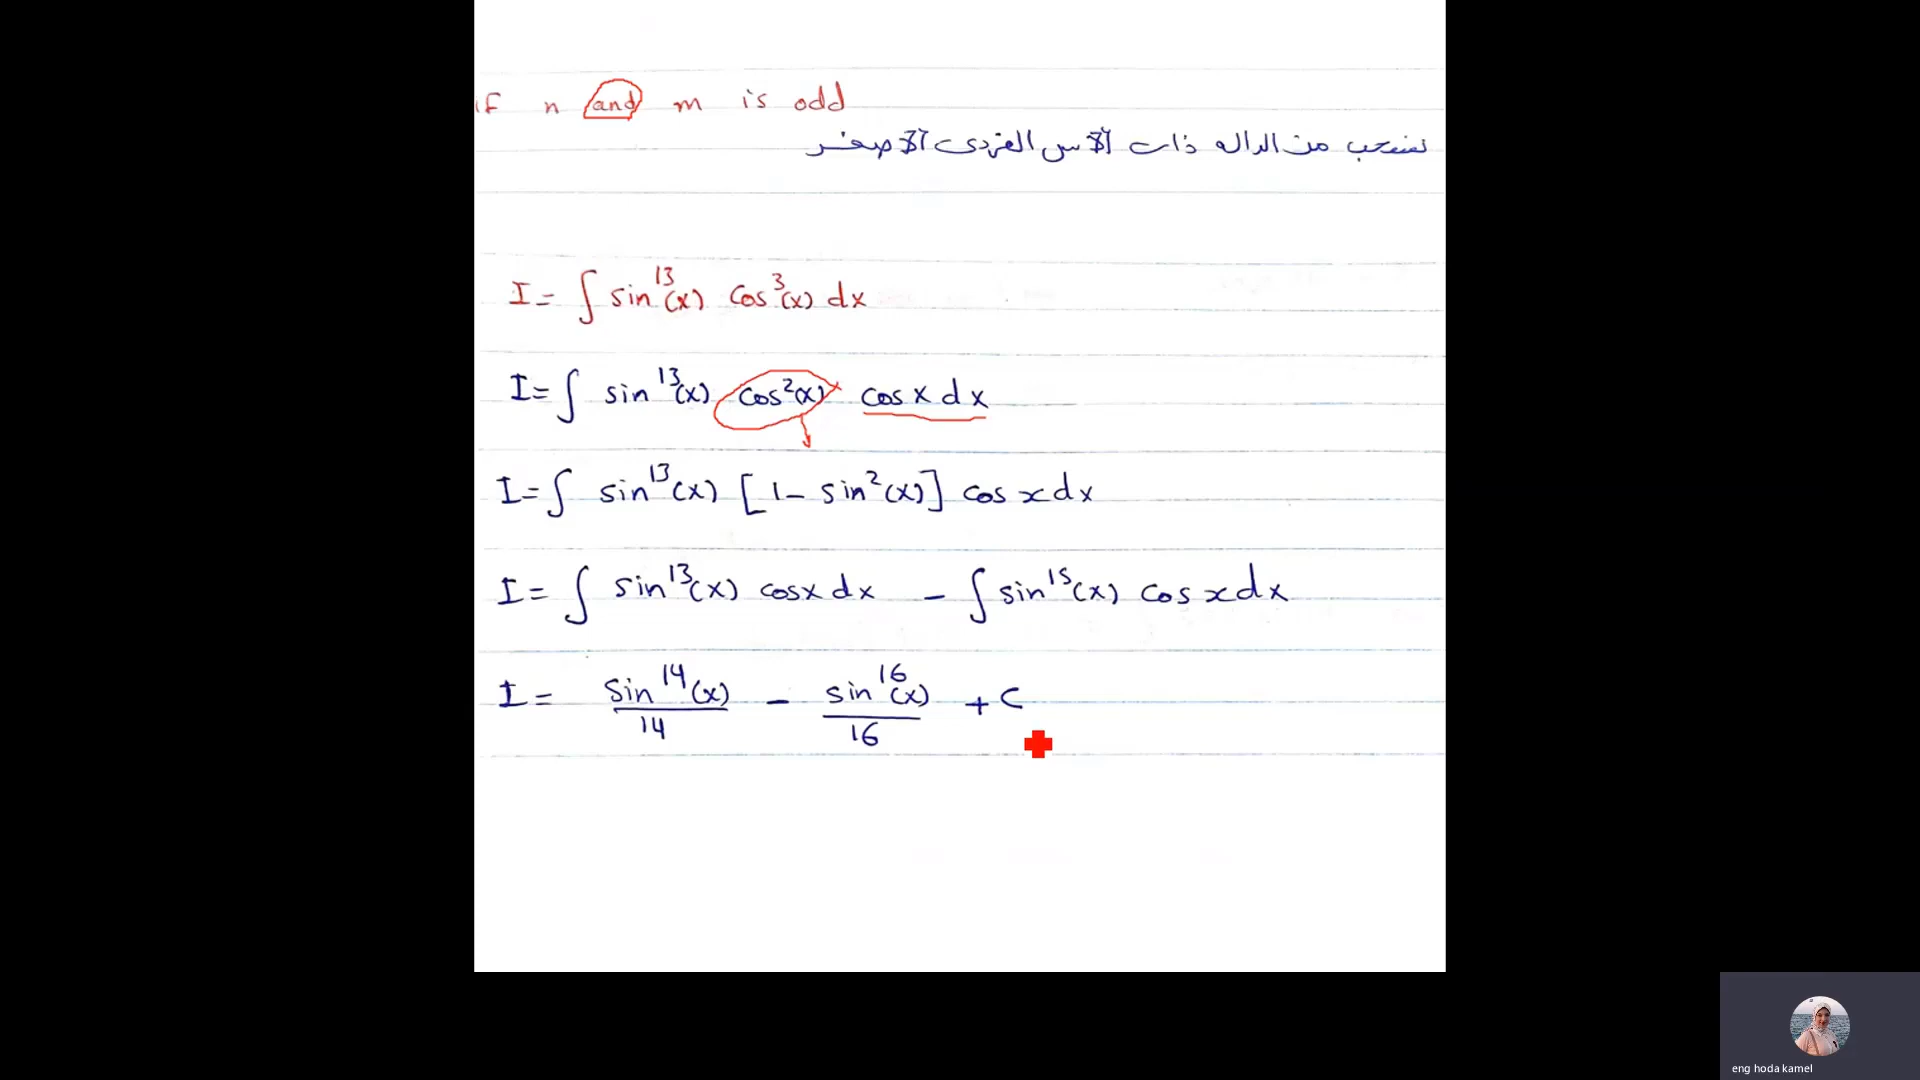 if n and m is odd
نسحب من الداله ذات الأس الفردى الأصغر
I = ∫ sin¹³(x) cos³(x) dx
I = ∫ sin¹³(x) cos²(x) cos x dx
I = ∫ sin¹³(x) [1 - sin²(x)] cos x dx
I = ∫ sin¹³(x) cosx dx - ∫ sin¹⁵(x) cos x dx
I = sin¹⁴(x)/14 - sin¹⁶(x)/16 + C
eng hoda kamel